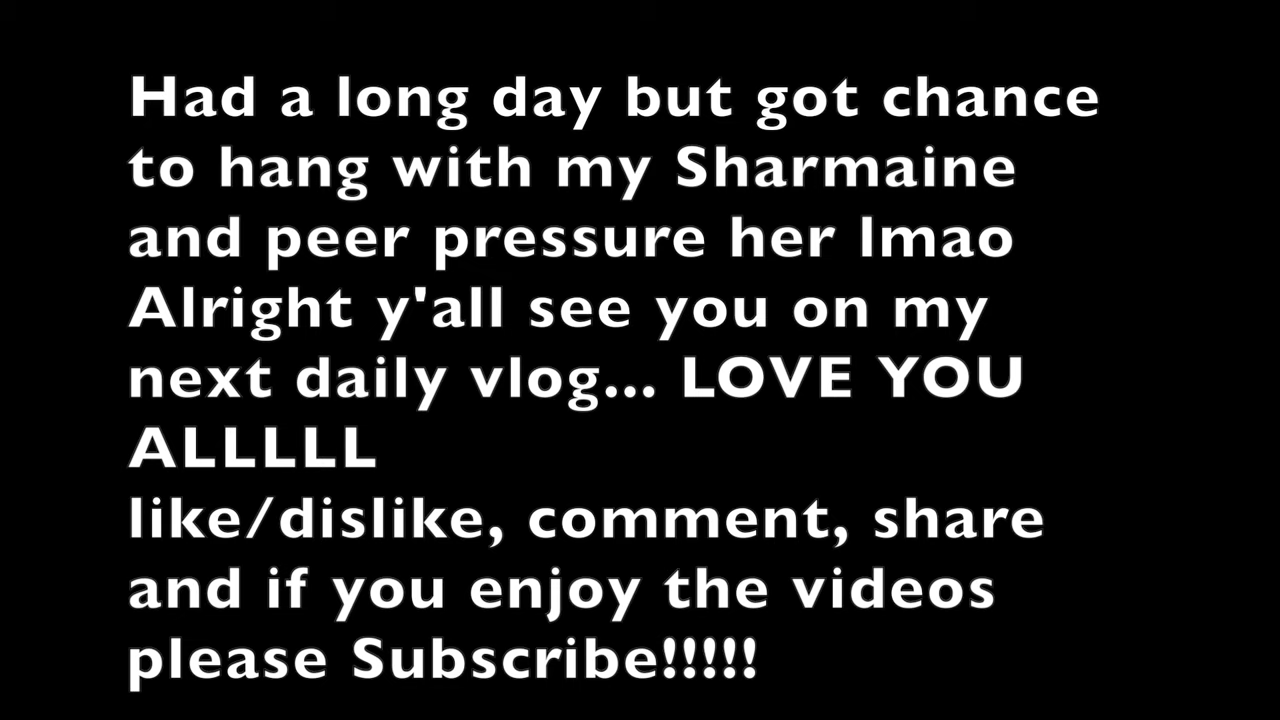 Had a long day but got chance
to hang with my Sharmaine
and peer pressure her lmao
Alright y'all see you on my
next daily vlog... LOVE YOU
ALLLLL
like/dislike, comment, share
and if you enjoy the videos
please Subscribe!!!!!